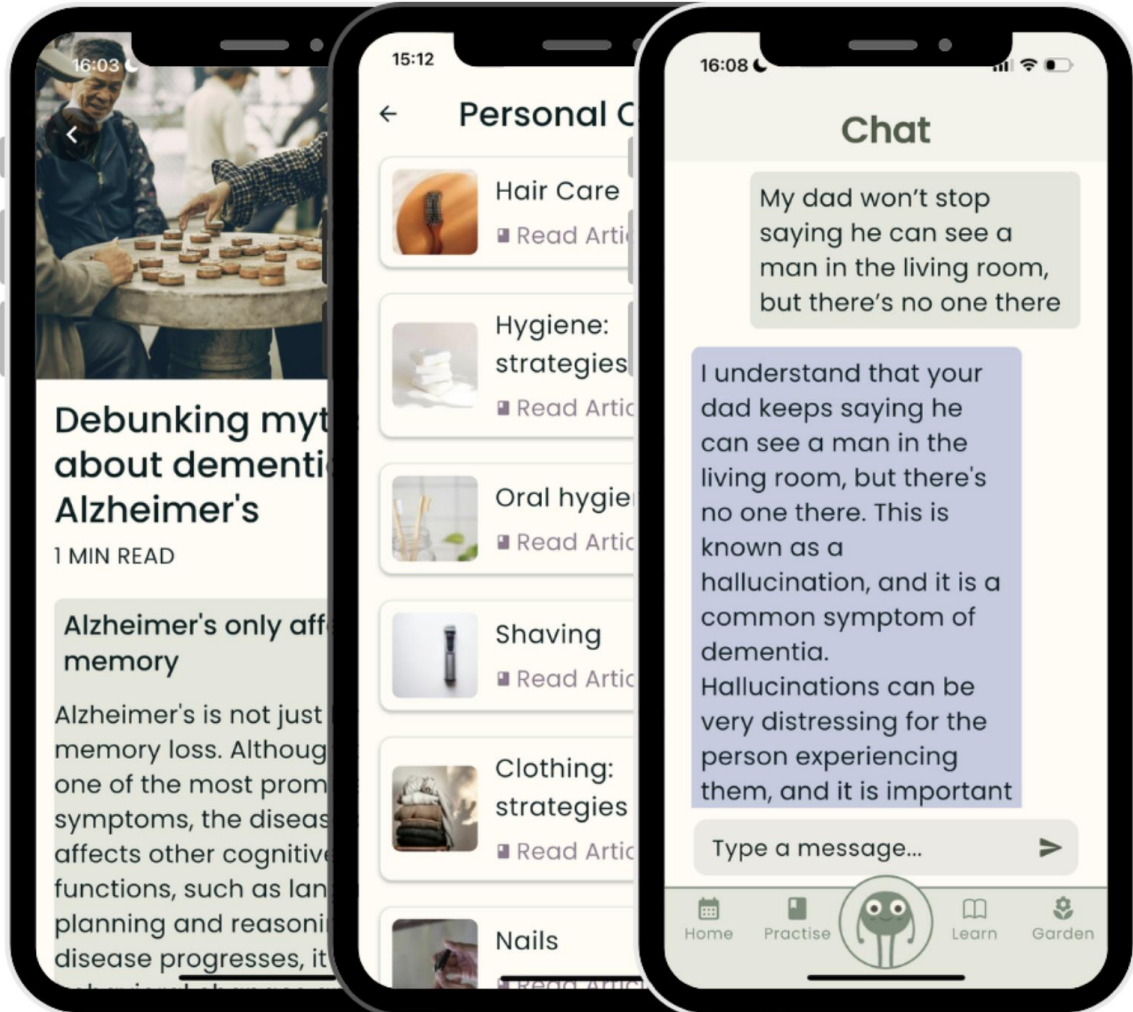 16:03
Debunking myt
about dementi
Alzheimer's
1 MIN READ
Alzheimer's only aff
memory
Alzheimer's is not just
memory loss. Althoug
one of the most prom
symptoms, the diseas
affects other cognitive
functions, such as lan
planning and reasoni
disease progresses, it
15:12
Personal C
Hair Care
Read Arti
Hygiene:
strategies
Read Artic
Oral hygie
Read Artic
Shaving
Read Artic
Clothing:
strategies
Read Artic
Nails
Read Artic
16:08
Chat
My dad won’t stop
saying he can see a
man in the living room,
but there’s no one there
I understand that your
dad keeps saying he
can see a man in the
living room, but there's
no one there. This is
known as a
hallucination, and it is a
common symptom of
dementia.
Hallucinations can be
very distressing for the
person experiencing
them, and it is important
Type a message...
Home
Practise
Learn
Garden